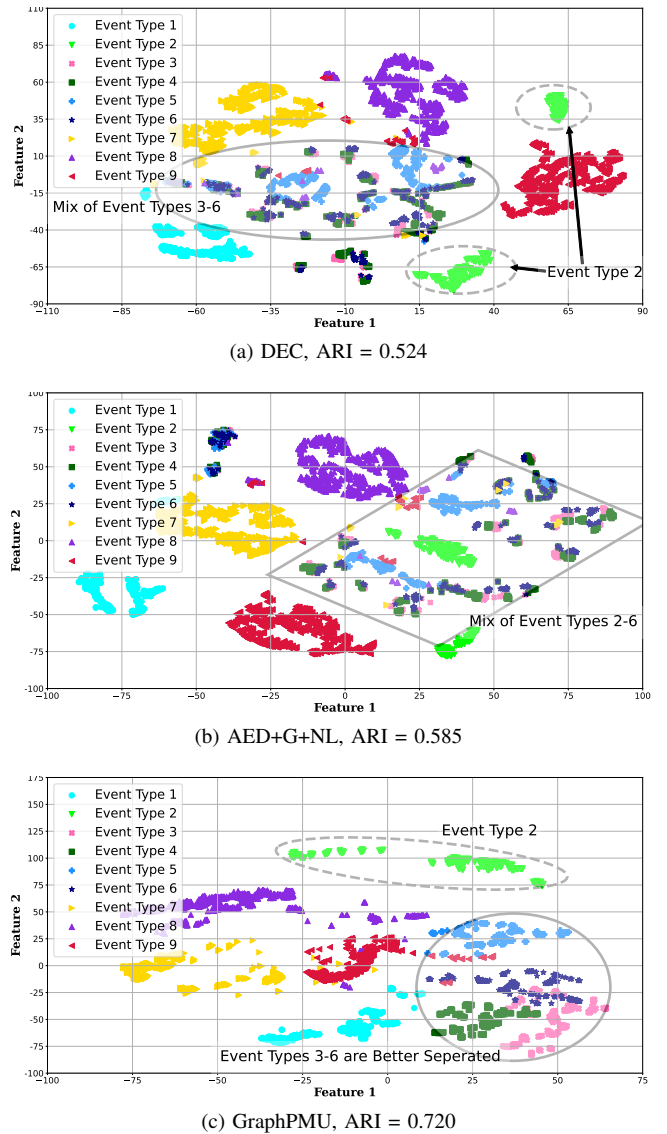 110
85
60
35
10
-15
-40
-65
-90
Feature 2
Event Type 1
Event Type 2
Event Type 3
Event Type 4
Event Type 5
Event Type 6
Event Type 7
Event Type 8
Event Type 9
Mix of Event Types 3-6
Event Type 2
-110 -85 -60 -35 -10 15 40 65 90
Feature 1
(a) DEC, ARI = 0.524
100
75
50
25
0
-25
-50
-75
-100
Feature 2
Event Type 1
Event Type 2
Event Type 3
Event Type 4
Event Type 5
Event Type 6
Event Type 7
Event Type 8
Event Type 9
Mix of Event Types 2-6
-100 -75 -50 -25 0 25 50 75 100
Feature 1
(b) AED+G+NL, ARI = 0.585
175
150
125
100
75
50
25
0
-25
-50
-75
-100
Feature 2
Event Type 1
Event Type 2
Event Type 3
Event Type 4
Event Type 5
Event Type 6
Event Type 7
Event Type 8
Event Type 9
Event Type 2
Event Types 3-6 are Better Seperated
-100 -75 -50 -25 0 25 50 75
Feature 1
(c) GraphPMU, ARI = 0.720